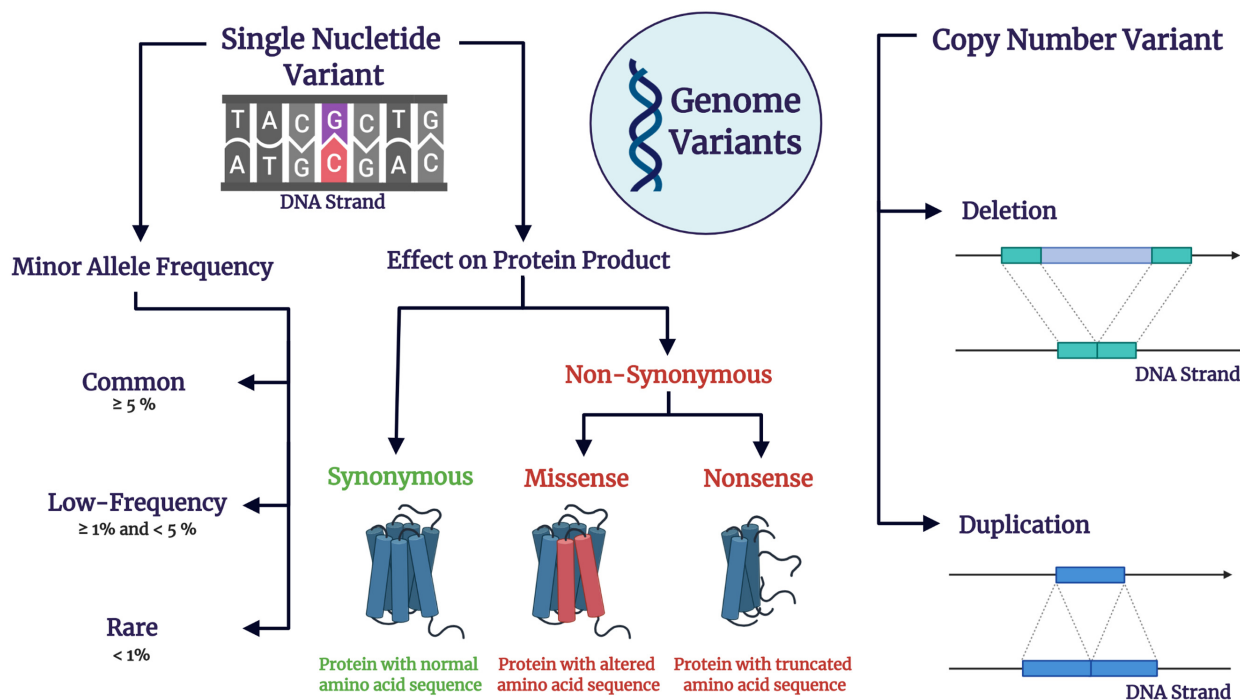 Single Nucletide
Variant
T A C G C T G
A T G C G A C
DNA Strand
Genome
Variants
Copy Number Variant
Minor Allele Frequency
Common
≥ 5 %
Low-Frequency
≥ 1% and < 5 %
Rare
< 1%
Effect on Protein Product
Non-Synonymous
Synonymous
Missense
Nonsense
Protein with normal
amino acid sequence
Protein with altered
amino acid sequence
Protein with truncated
amino acid sequence
Deletion
DNA Strand
Duplication
DNA Strand